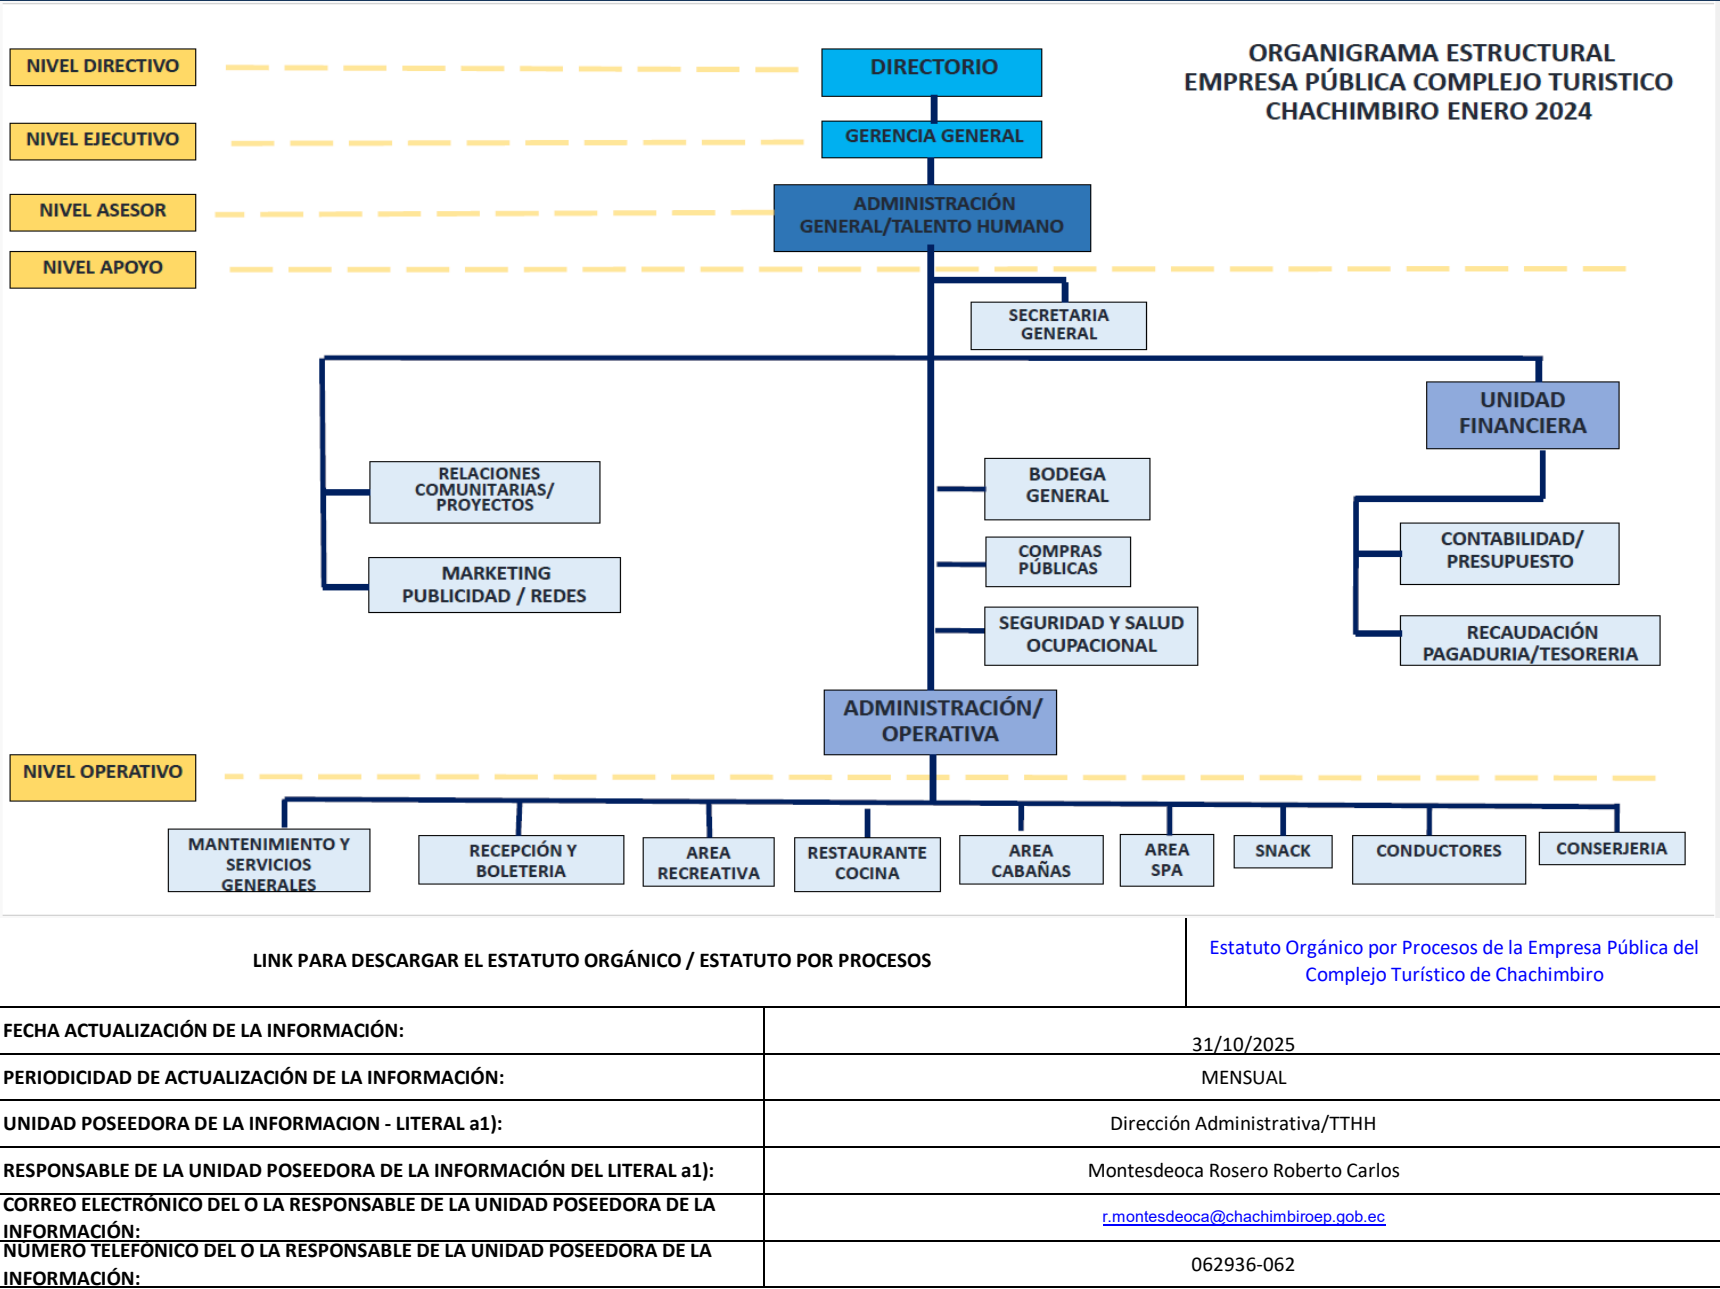 NIVEL DIRECTIVO
DIRECTORIO
ORGANIGRAMA ESTRUCTURAL
EMPRESA PÚBLICA COMPLEJO TURISTICO
CHACHIMBIRO ENERO 2024
NIVEL EJECUTIVO
GERENCIA GENERAL
NIVEL ASESOR
ADMINISTRACIÓN
GENERAL/TALENTO HUMANO
NIVEL APOYO
SECRETARIA
GENERAL
UNIDAD
FINANCIERA
RELACIONES
COMUNITARIAS/
PROYECTOS
BODEGA
GENERAL
CONTABILIDAD/
PRESUPUESTO
COMPRAS
PÚBLICAS
MARKETING
PUBLICIDAD / REDES
SEGURIDAD Y SALUD
OCUPACIONAL
RECAUDACIÓN
PAGADURIA/TESORERIA
ADMINISTRACIÓN/
OPERATIVA
NIVEL OPERATIVO
MANTENIMIENTO Y
SERVICIOS
GENERALES
RECEPCIÓN Y
BOLETERIA
AREA
RECREATIVA
RESTAURANTE
COCINA
AREA
CABAÑAS
AREA
SPA
SNACK
CONDUCTORES
CONSERJERIA
LINK PARA DESCARGAR EL ESTATUTO ORGÁNICO / ESTATUTO POR PROCESOS
Estatuto Orgánico por Procesos de la Empresa Pública del
Complejo Turístico de Chachimbiro
FECHA ACTUALIZACIÓN DE LA INFORMACIÓN:
31/10/2025
PERIODICIDAD DE ACTUALIZACIÓN DE LA INFORMACIÓN:
MENSUAL
UNIDAD POSEEDORA DE LA INFORMACION - LITERAL a1):
Dirección Administrativa/TTHH
RESPONSABLE DE LA UNIDAD POSEEDORA DE LA INFORMACIÓN DEL LITERAL a1):
Montesdeoca Rosero Roberto Carlos
CORREO ELECTRÓNICO DEL O LA RESPONSABLE DE LA UNIDAD POSEEDORA DE LA
INFORMACIÓN:
r.montesdeoca@chachimbiroep.gob.ec
NÚMERO TELEFÓNICO DEL O LA RESPONSABLE DE LA UNIDAD POSEEDORA DE LA
INFORMACIÓN:
062936-062